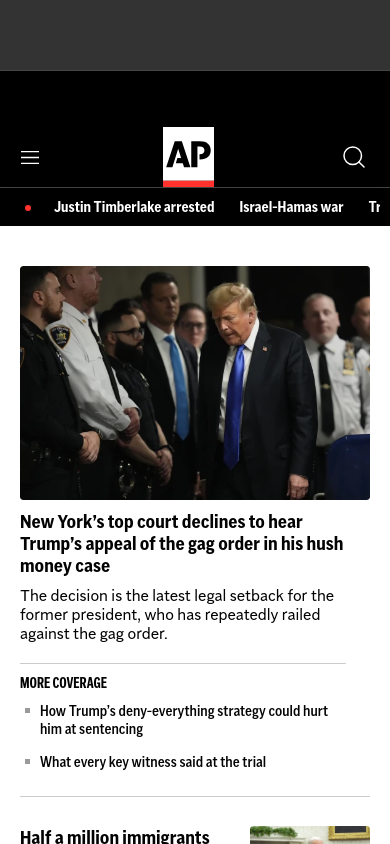 AP
Justin Timberlake arrested Israel-Hamas war Tr
New York’s top court declines to hear
Trump’s appeal of the gag order in his hush
money case
The decision is the latest legal setback for the
former president, who has repeatedly railed
against the gag order.
MORE COVERAGE
How Trump’s deny-everything strategy could hurt
him at sentencing
What every key witness said at the trial
Half a million immigrants